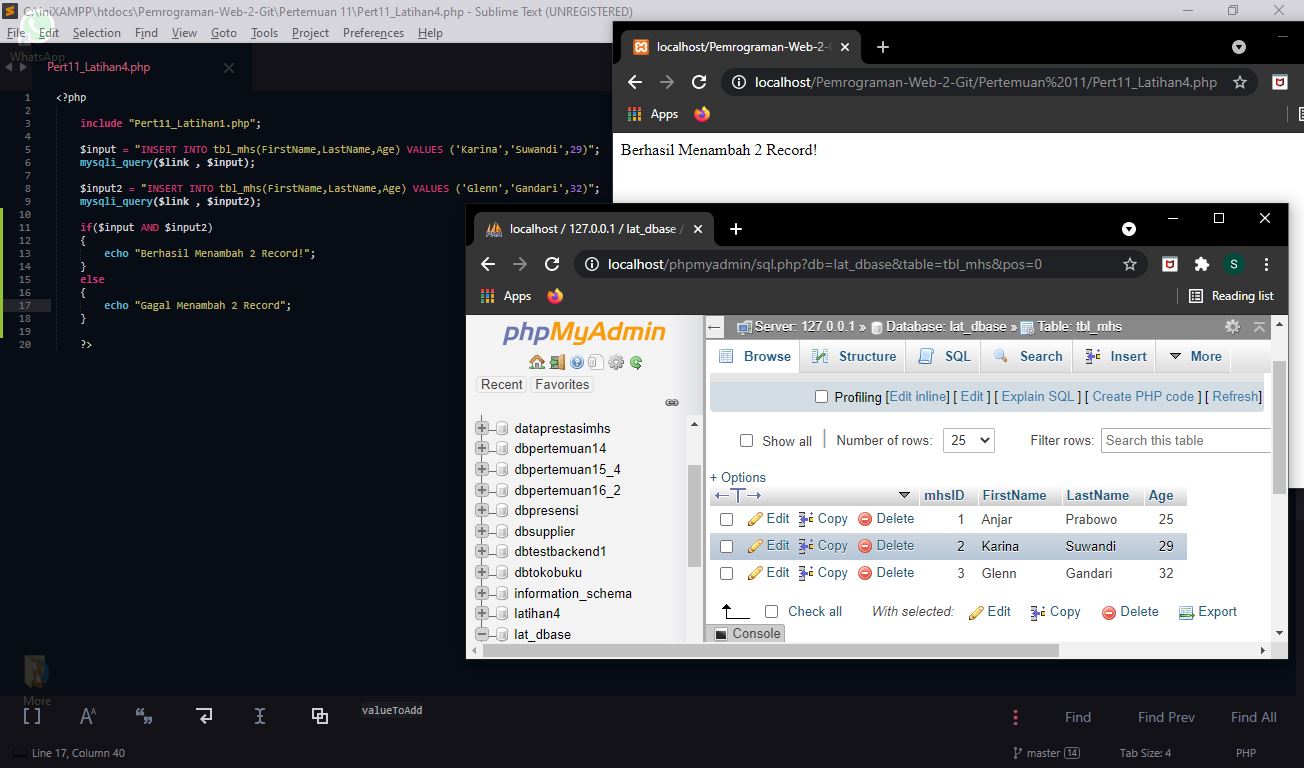 C:\iniXAMPP\htdocs\Pemrograman-Web-2-Git\Pertemuan 11\Pert11_Latihan4.php - Sublime Text (UNREGISTERED)
File Edit Selection Find View Goto Tools Project Preferences Help
WhatsApp
Pert11_Latihan4.php
1 <?php
2
3 include "Pert11_Latihan1.php";
4
5 $input = "INSERT INTO tbl_mhs(FirstName,LastName,Age) VALUES ('Karina','Suwandi',29)";
6 mysqli_query($link , $input);
7
8 $input2 = "INSERT INTO tbl_mhs(FirstName,LastName,Age) VALUES ('Glenn','Gandari',32)";
9 mysqli_query($link , $input2);
10
11 if($input AND $input2)
12 {
13 echo "Berhasil Menambah 2 Record!";
14 }
15 else
16 {
17 echo "Gagal Menambah 2 Record";
18 }
19
20 ?>
localhost/Pemrograman-Web-2-G
localhost/Pemrograman-Web-2-Git/Pertemuan%2011/Pert11_Latihan4.php
Apps
Berhasil Menambah 2 Record!
localhost / 127.0.0.1 / lat_dbase /
localhost/phpmyadmin/sql.php?db=lat_dbase&table=tbl_mhs&pos=0
S
Apps
Reading list
phpMyAdmin
Recent Favorites
dataprestasimhs
dbpertemuan14
dbpertemuan15_4
dbpertemuan16_2
dbpresensi
dbsupplier
dbtestbackend1
dbtokobuku
information_schema
latihan4
lat_dbase
Server: 127.0.0.1 » Database: lat_dbase » Table: tbl_mhs
Browse Structure SQL Search Insert More
Profiling [Edit inline] [ Edit ] [ Explain SQL ] [ Create PHP code ] [ Refresh]
Show all Number of rows: 25 Filter rows: Search this table
+ Options
mhsID FirstName LastName Age
Edit Copy Delete 1 Anjar Prabowo 25
Edit Copy Delete 2 Karina Suwandi 29
Edit Copy Delete 3 Glenn Gandari 32
Check all With selected: Edit Copy Delete Export
Console
More
valueToAdd
Find Find Prev Find All
Line 17, Column 40
master 14 Tab Size: 4 PHP